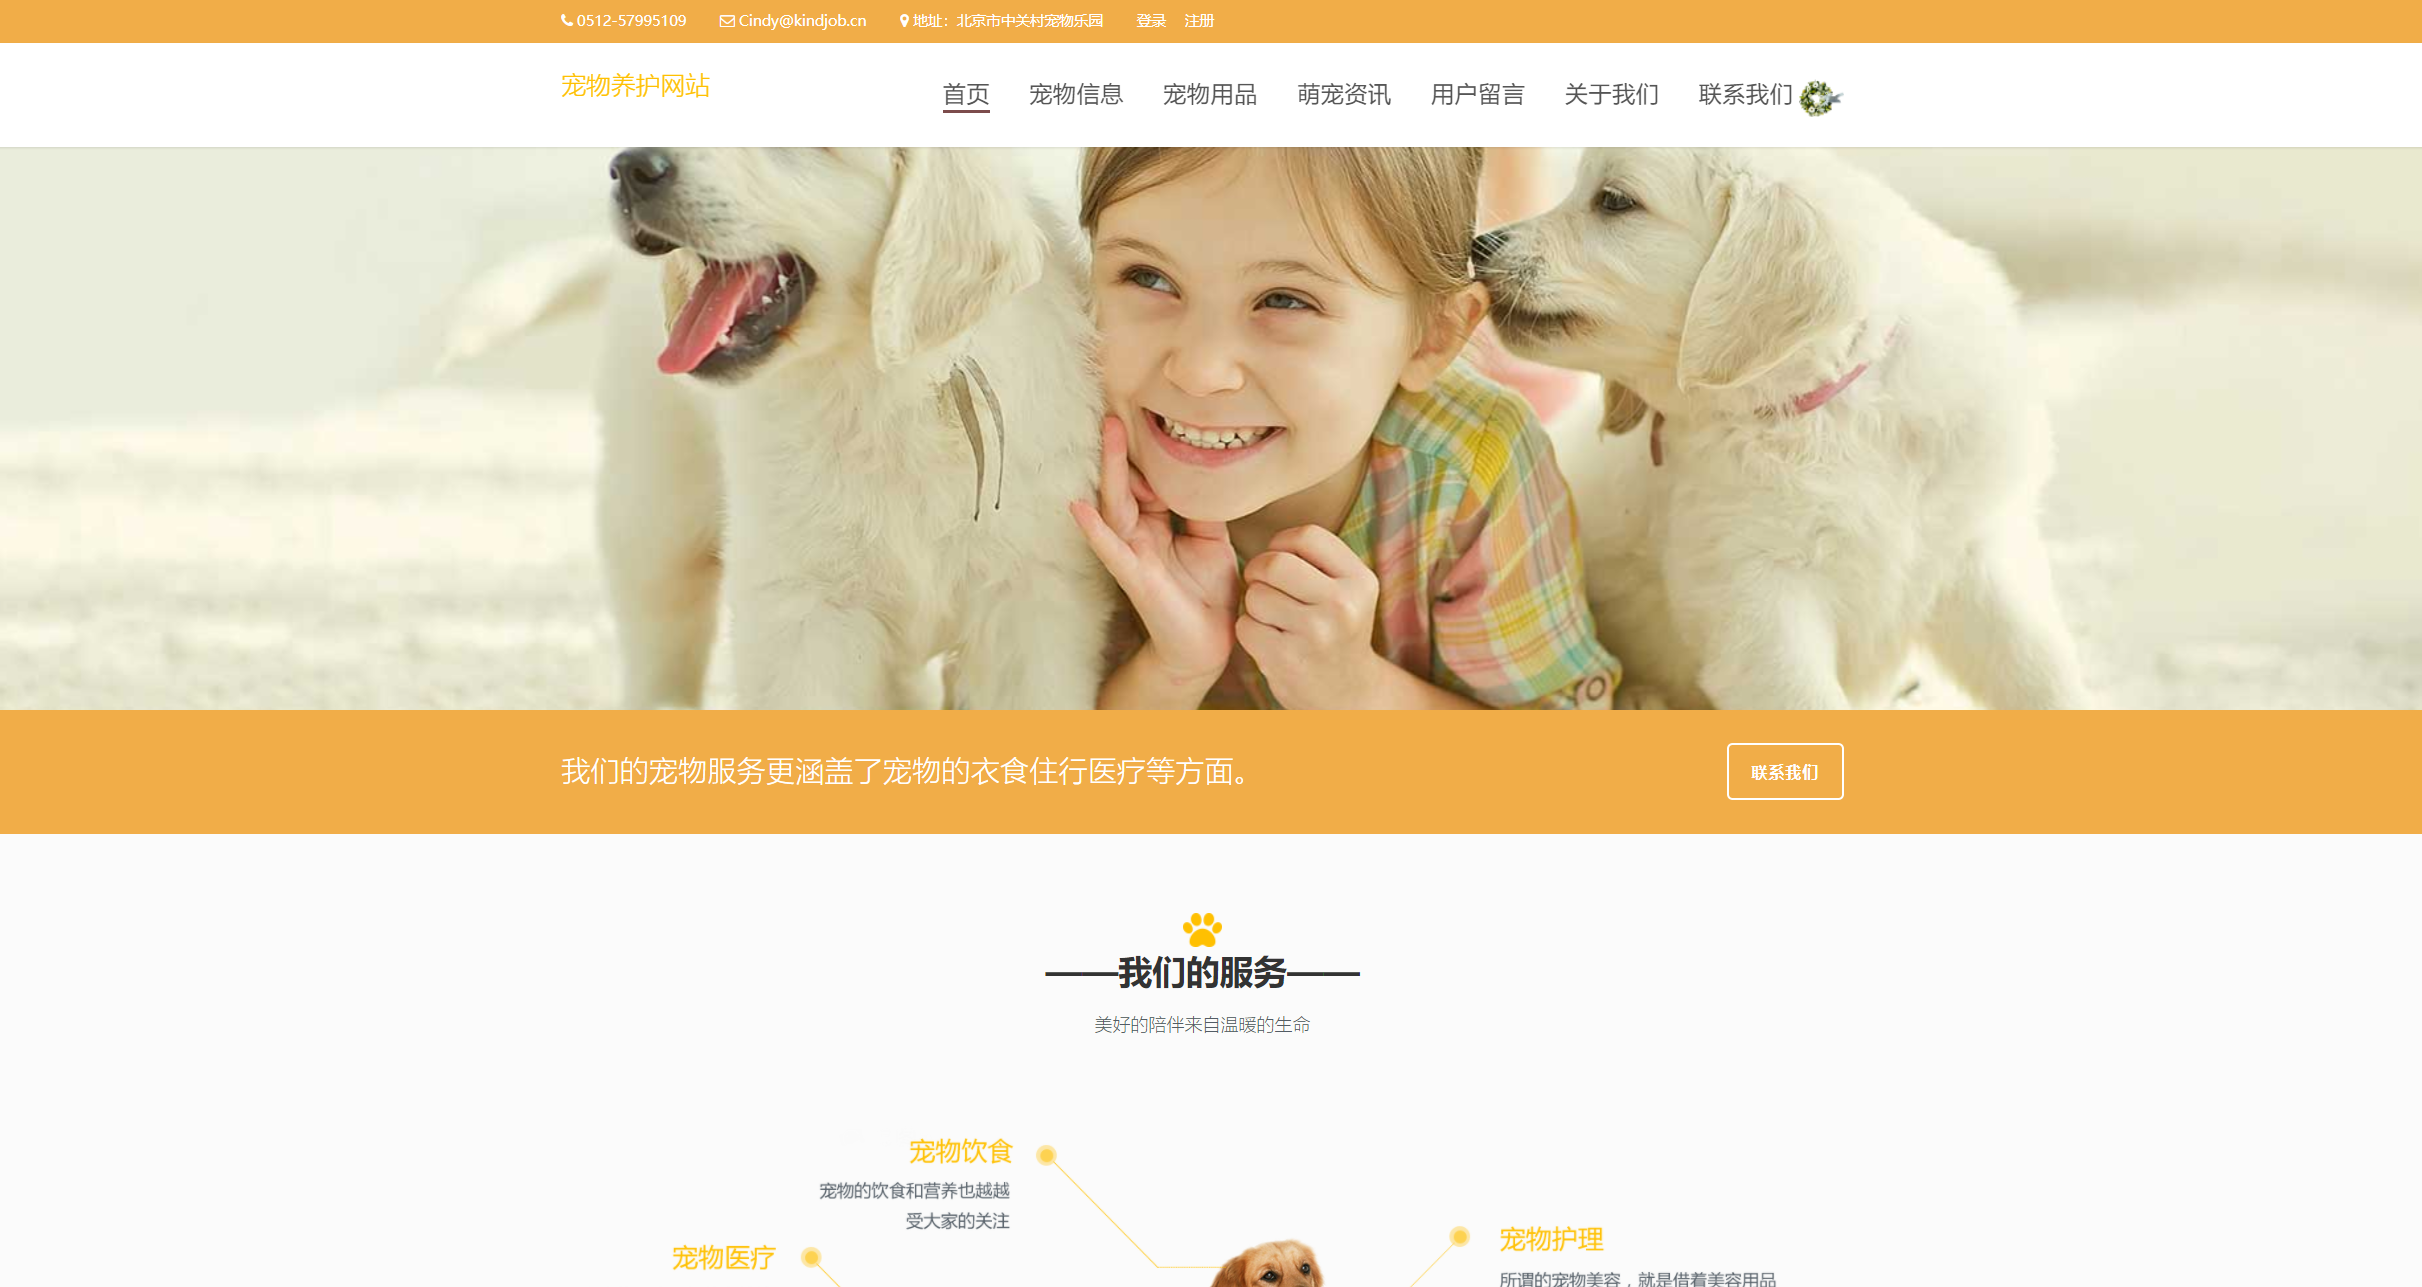 0512-57995109 Cindy@kindjob.cn 地址：北京市中关村宠物乐园 登录 注册
宠物养护网站
首页 宠物信息 宠物用品 萌宠资讯 用户留言 关于我们 联系我们
我们的宠物服务更涵盖了宠物的衣食住行医疗等方面。
联系我们
——我们的服务——
美好的陪伴来自温暖的生命
宠物饮食
宠物的饮食和营养也越越
受大家的关注
宠物医疗
宠物护理
所谓的宠物美容，就是借着美容用品